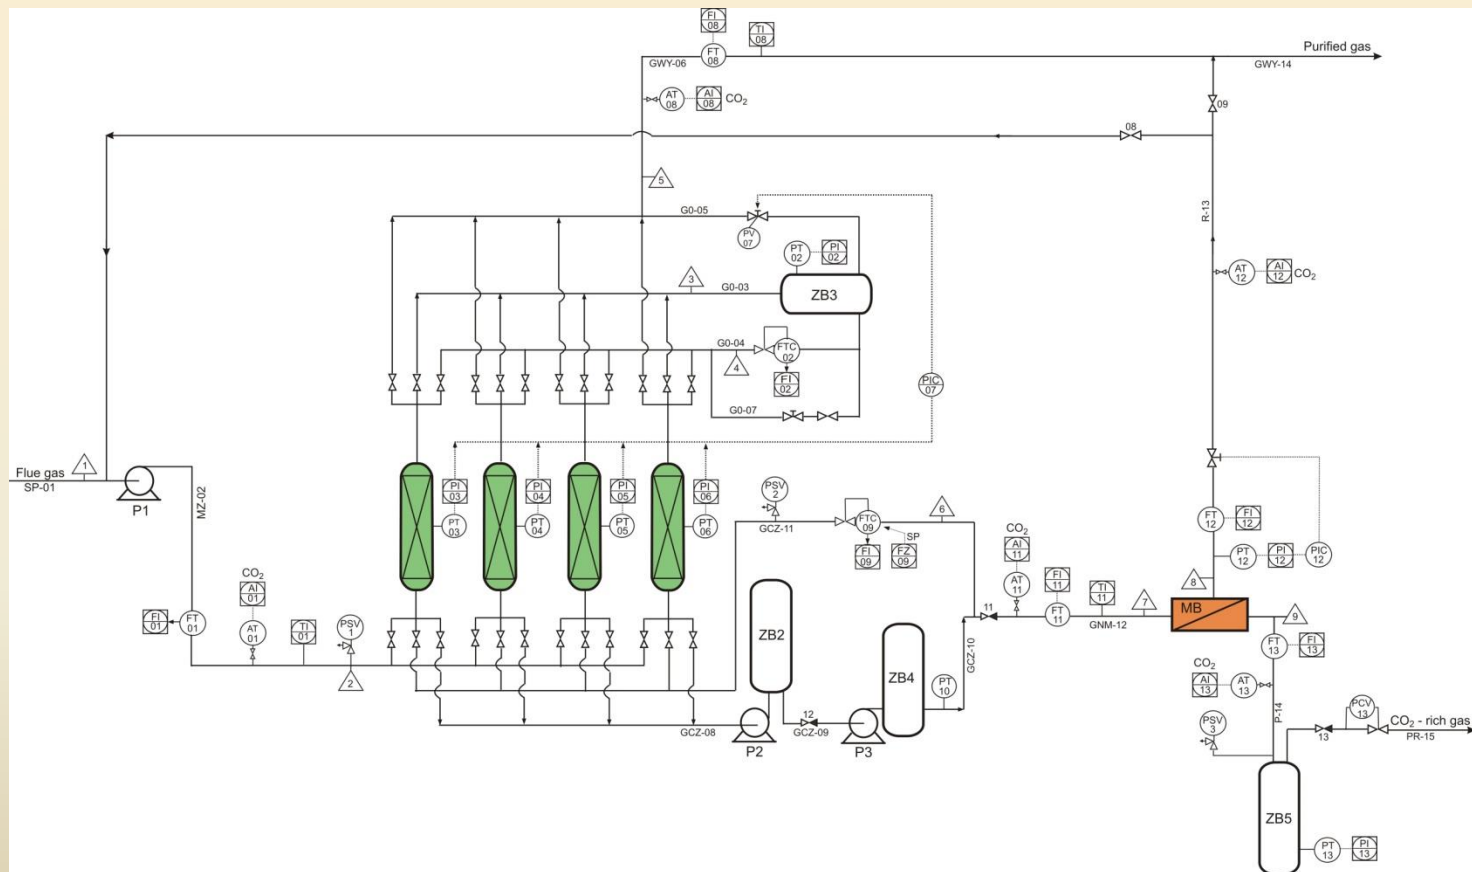 FI
08
FT
08
TI
08
GWY-06
Purified gas
GWY-14
AT
08
AI
08
CO2
09
08
5
R-13
G0-05
PV
07
PT
02
PI
02
3
G0-03
ZB3
AT
12
AI
12
CO2
G0-04
4
FTC
02
FI
02
PIC
07
G0-07
Flue gas
SP-01
1
P1
MZ-02
PI
03
PT
03
PI
04
PT
04
PI
05
PT
05
PI
06
PT
06
PSV
2
GCZ-11
FTC
09
SP
FI
09
FZ
09
6
CO2
AI
11
AT
11
FI
11
FT
11
TI
11
11
GNM-12
7
FT
12
FI
12
PT
12
PI
12
PIC
12
8
MB
9
CO2
AI
01
AT
01
FI
01
FT
01
TI
01
PSV
1
2
ZB2
ZB4
PT
10
GCZ-10
GCZ-08
P2
12
GCZ-09
P3
FT
13
FI
13
CO2
AI
13
AT
13
P-14
PSV
3
13
PCV
13
CO2 - rich gas
PR-15
ZB5
PT
13
PI
13